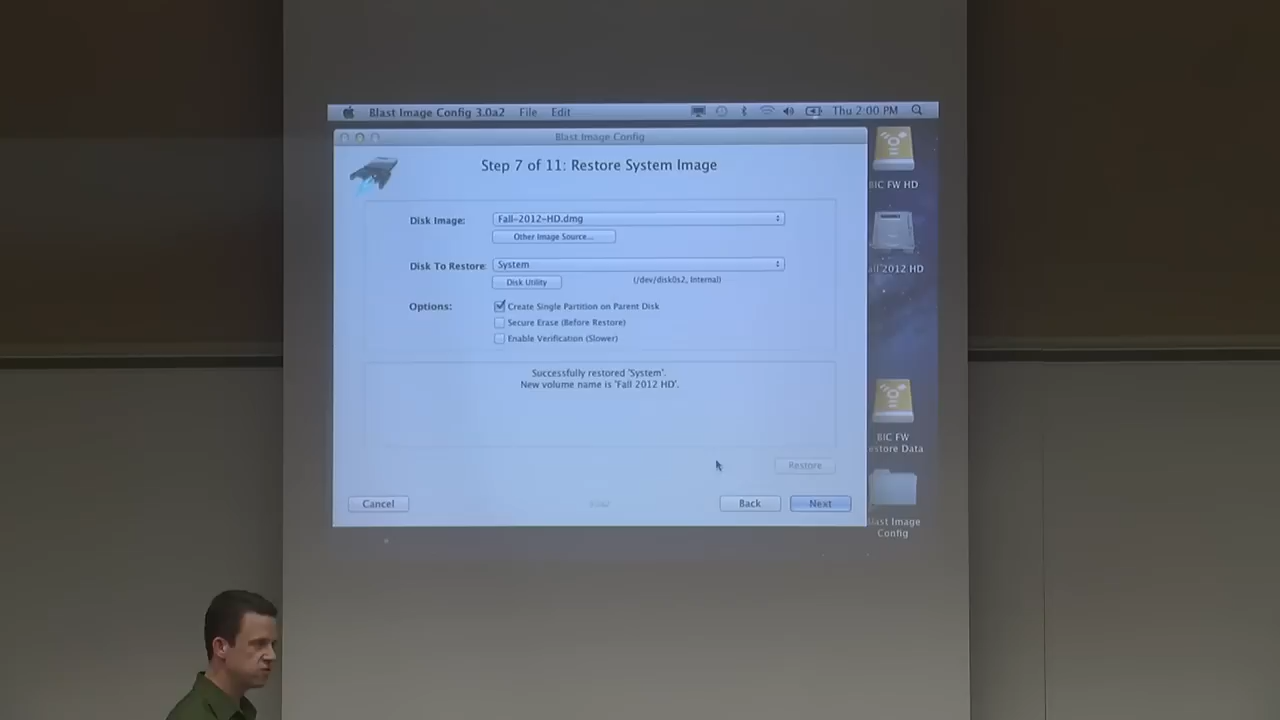 Blast Image Config 3.0a2 File Edit Thu 2:00 PM
Blast Image Config
Step 7 of 11: Restore System Image
Disk Image: Fall-2012-HD.dmg
Other Image Source...
Disk To Restore: System
Disk Utility (/dev/disk0s2, Internal)
Options: Create Single Partition on Parent Disk
Secure Erase (Before Restore)
Enable Verification (Slower)
Successfully restored 'System'.
New volume name is 'Fall 2012 HD'.
Restore
Cancel Back Next
BIC FW HD
all 2012 HD
BIC FW
estore Data
last Image
Config